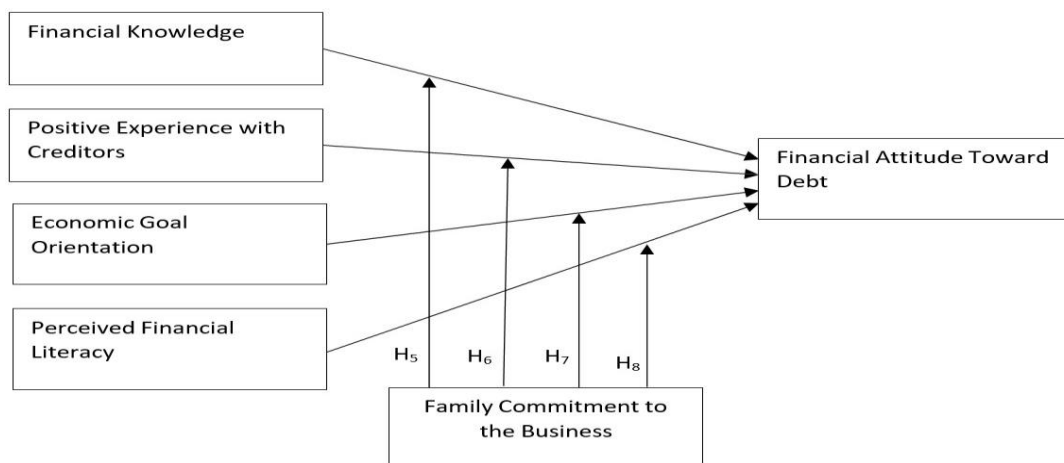 Financial Knowledge
Positive Experience with
Creditors
Economic Goal
Orientation
Perceived Financial
Literacy
Financial Attitude Toward
Debt
H₅
H₆
H₇
H₈
Family Commitment to
the Business